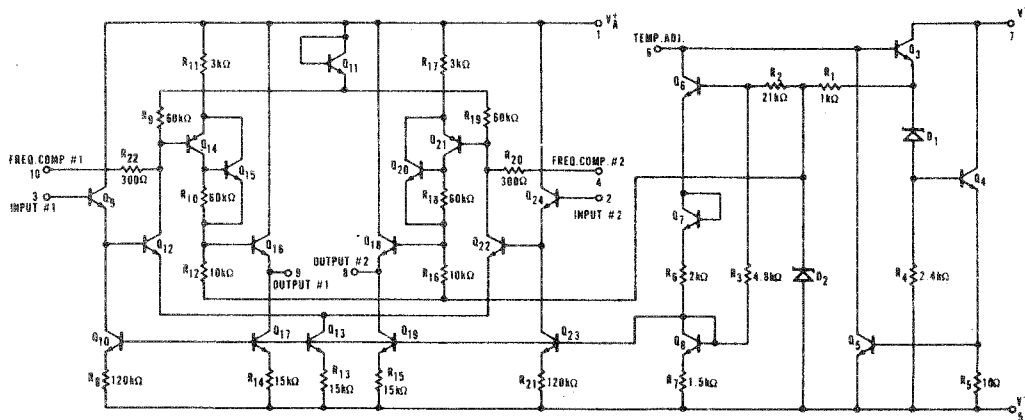 V+A
1
V+
7
R11 3kΩ
Q11
R17 3kΩ
TEMP. ADJ.
6
Q3
Q6
R2 21kΩ
R1 1kΩ
R9 60kΩ
R19 60kΩ
Q14
Q21
D1
FREQ. COMP #1
10
R22 300Ω
Q15
Q20
R20 300Ω
FREQ. COMP. #2
4
Q4
3
INPUT #1
Q9
R10 60kΩ
R18 60kΩ
Q24
2
INPUT #2
Q7
Q12
Q16
Q18
Q22
R12 10kΩ
9
OUTPUT #1
OUTPUT #2
8
R16 10kΩ
R6 2kΩ
R3 4.8kΩ
D2
R4 2.4kΩ
Q10
Q17
Q13
Q19
Q23
Q8
Q5
R8 120kΩ
R14 15kΩ
R13 15kΩ
R15 15kΩ
R21 120kΩ
R7 1.5kΩ
R5 10Ω
V-
5